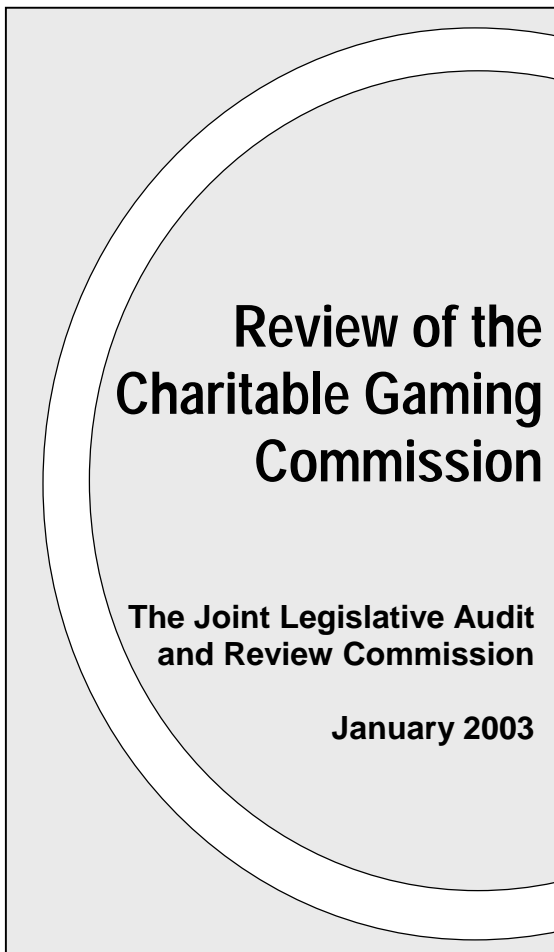 Review of the
Charitable Gaming
Commission
The Joint Legislative Audit
and Review Commission
January 2003